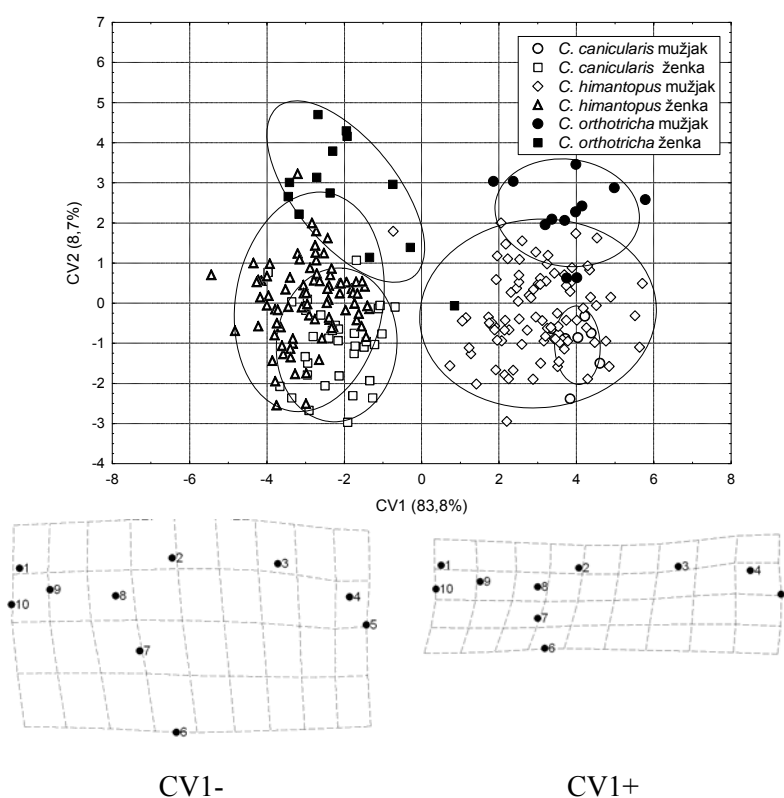 7
6
5
4
3
2
1
0
-1
-2
-3
-4
CV2 (8,7%)
C. canicularis mužjak
C. canicularis ženka
C. himantopus mužjak
C. himantopus ženka
C. orthotricha mužjak
C. orthotricha ženka
-8 -6 -4 -2 0 2 4 6 8
CV1 (83,8%)
1 2 3 4 5 6 7 8 9 10
1 2 3 4 6 7 8 9 10
CV1- CV1+